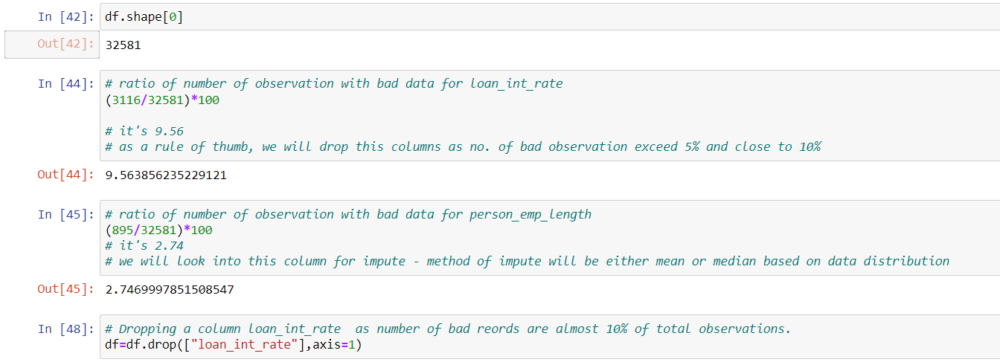 In [42]: df.shape[0]
Out[42]: 32581
In [44]: # ratio of number of observation with bad data for loan_int_rate
(3116/32581)*100
# it's 9.56
# as a rule of thumb, we will drop this columns as no. of bad observation exceed 5% and close to 10%
Out[44]: 9.563856235229121
In [45]: # ratio of number of observation with bad data for person_emp_length
(895/32581)*100
# it's 2.74
# we will look into this column for impute - method of impute will be either mean or median based on data distribution
Out[45]: 2.7469997851508547
In [48]: # Dropping a column loan_int_rate  as number of bad reords are almost 10% of total observations.
df=df.drop(["loan_int_rate"],axis=1)